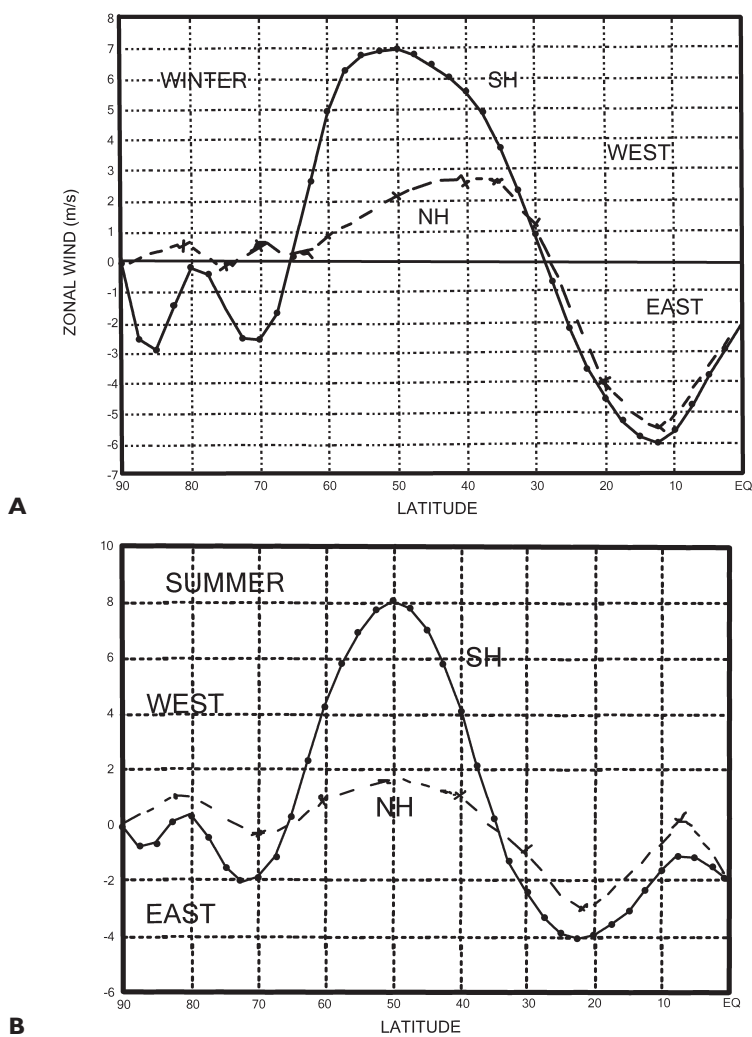 8
7
WINTER
SH
6
5
4
WEST
3
2
NH
1
0
-1
EAST
-2
-3
-4
-5
-6
-7
ZONAL WIND (m/s)
90 80 70 60 50 40 30 20 10 EQ
A
LATITUDE
10
SUMMER
8
SH
6
WEST
4
2
NH
0
-2
EAST
-4
-6
90 80 70 60 50 40 30 20 10 EQ
B
LATITUDE